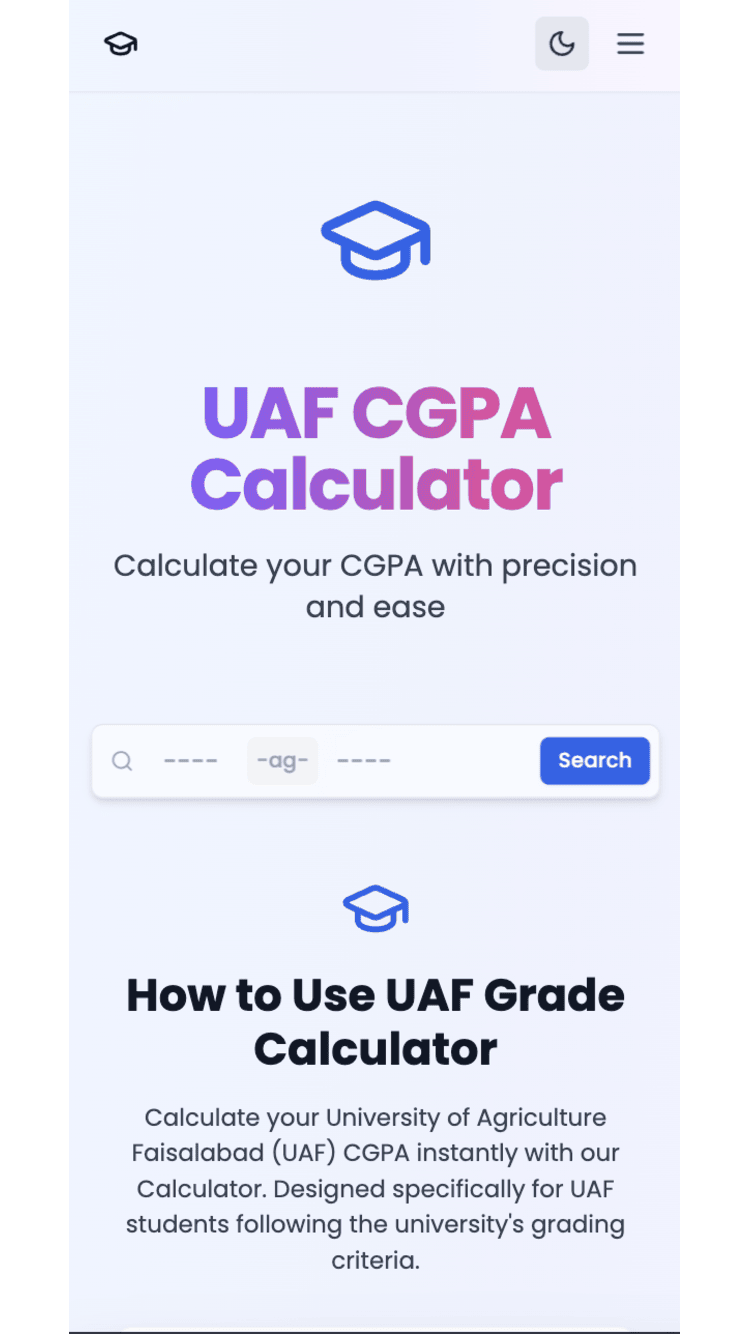 UAF CGPA
Calculator
Calculate your CGPA with precision
and ease
---- -ag- ---- Search
How to Use UAF Grade
Calculator
Calculate your University of Agriculture
Faisalabad (UAF) CGPA instantly with our
Calculator. Designed specifically for UAF
students following the university's grading
criteria.